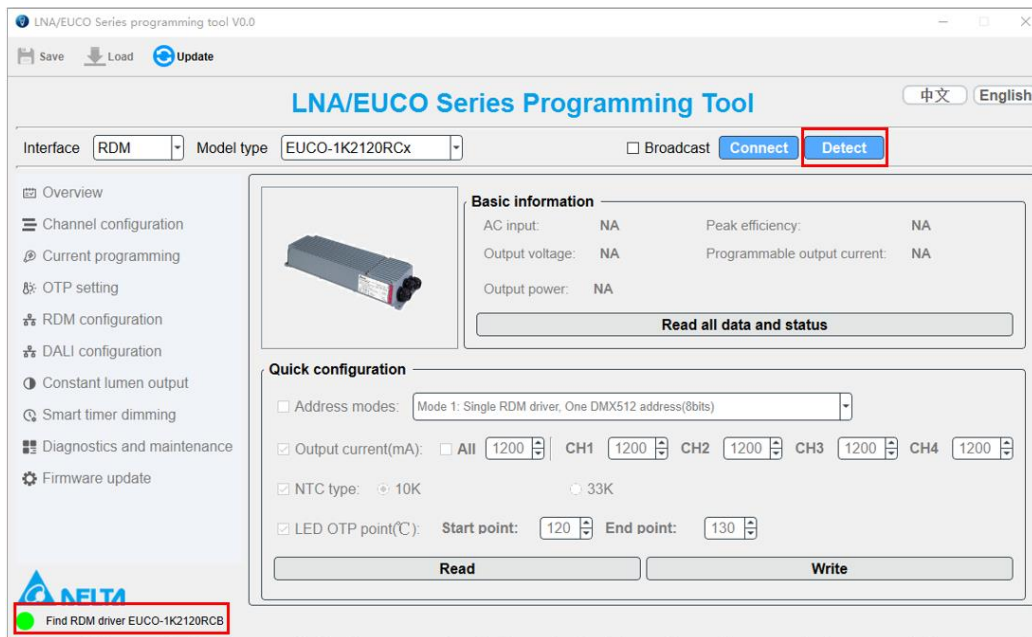 LNA/EUCO Series programming tool V0.0
Save Load Update
LNA/EUCO Series Programming Tool
中文 English
Interface RDM Model type EUCO-1K2120RCx Broadcast Connect Detect
Overview
Channel configuration
Current programming
OTP setting
RDM configuration
DALI configuration
Constant lumen output
Smart timer dimming
Diagnostics and maintenance
Firmware update
Basic information
AC input: NA Peak efficiency: NA
Output voltage: NA Programmable output current: NA
Output power: NA
Read all data and status
Quick configuration
Address modes: Mode 1: Single RDM driver, One DMX512 address(8bits)
Output current(mA): All 1200 CH1 1200 CH2 1200 CH3 1200 CH4 1200
NTC type: 10K 33K
LED OTP point(℃): Start point: 120 End point: 130
Read Write
NELTA
Find RDM driver EUCO-1K2120RCB